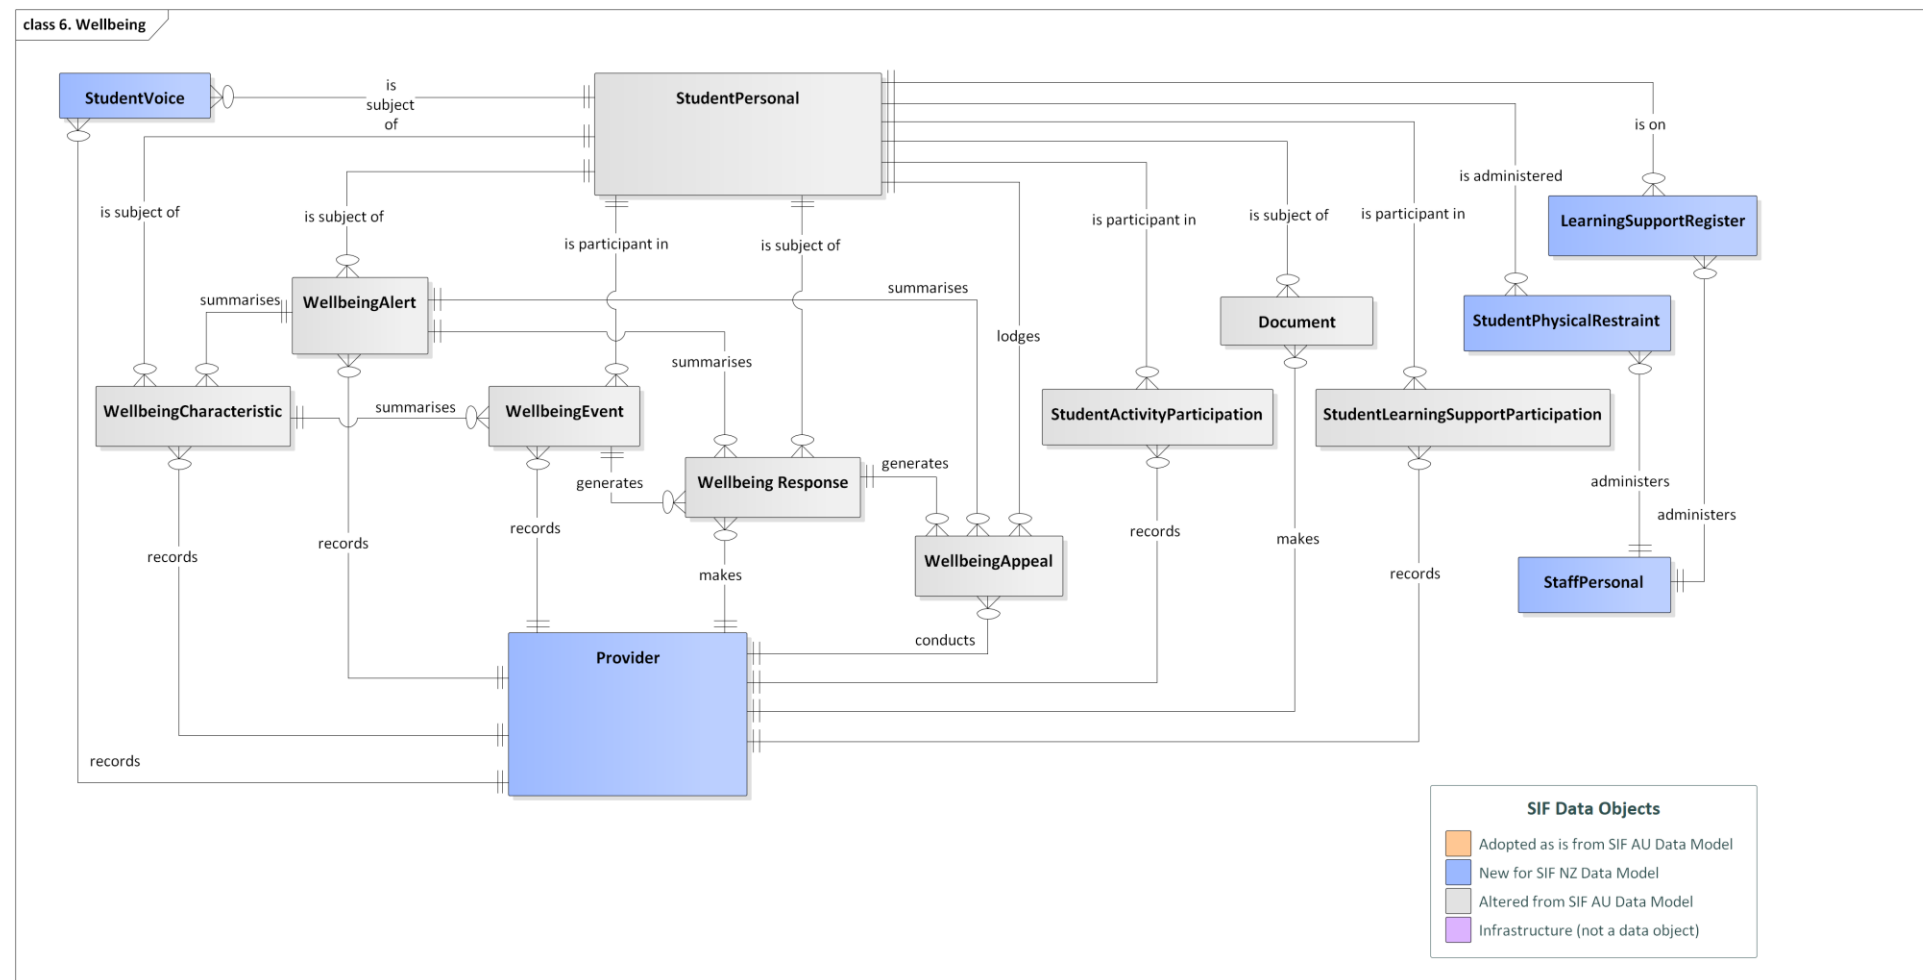 class 6. Wellbeing
StudentVoice
is
subject
of
StudentPersonal
is on
is administered
is subject of
is subject of
is participant in
is subject of
is participant in
is subject of
is participant in
LearningSupportRegister
summarises
WellbeingAlert
summarises
lodges
Document
StudentPhysicalRestraint
summarises
WellbeingCharacteristic
summarises
WellbeingEvent
StudentActivityParticipation
StudentLearningSupportParticipation
generates
Wellbeing Response
generates
administers
administers
records
records
records
makes
WellbeingAppeal
records
makes
records
StaffPersonal
conducts
Provider
records
SIF Data Objects
Adopted as is from SIF AU Data Model
New for SIF NZ Data Model
Altered from SIF AU Data Model
Infrastructure (not a data object)